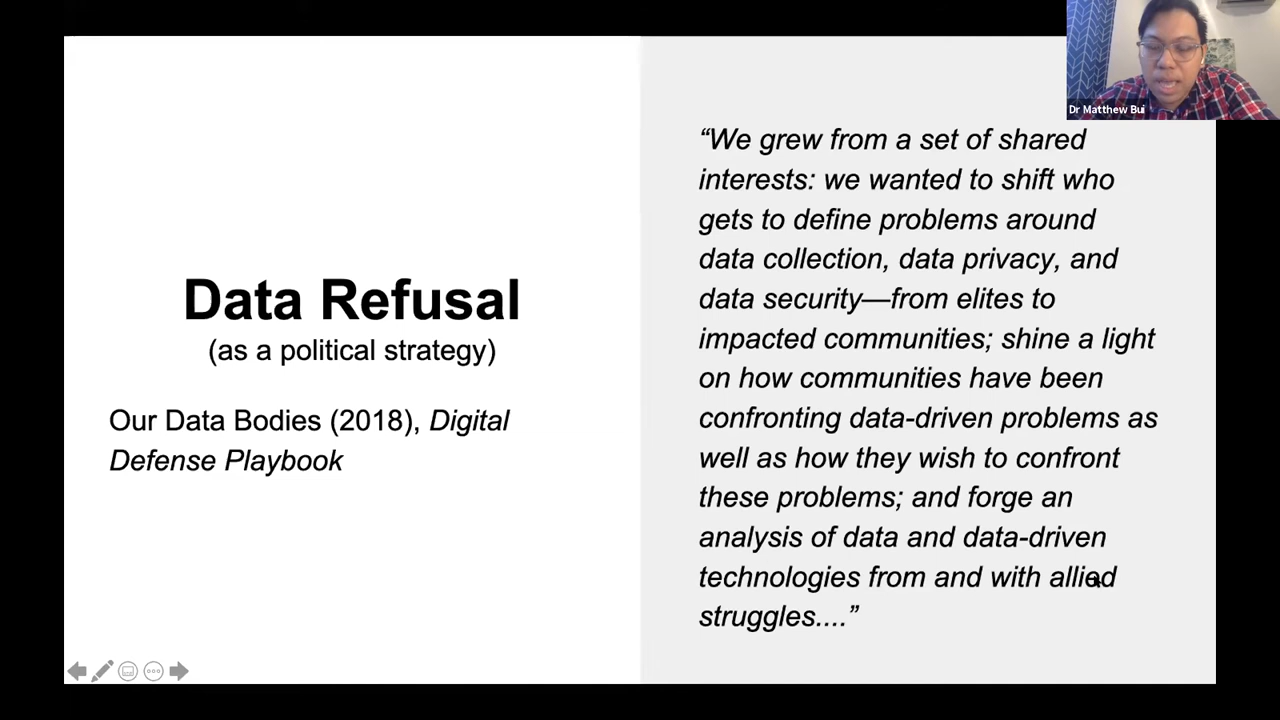 Dr Matthew Bui
Data Refusal
(as a political strategy)
Our Data Bodies (2018), Digital
Defense Playbook
“We grew from a set of shared
interests: we wanted to shift who
gets to define problems around
data collection, data privacy, and
data security—from elites to
impacted communities; shine a light
on how communities have been
confronting data-driven problems as
well as how they wish to confront
these problems; and forge an
analysis of data and data-driven
technologies from and with allied
struggles....”